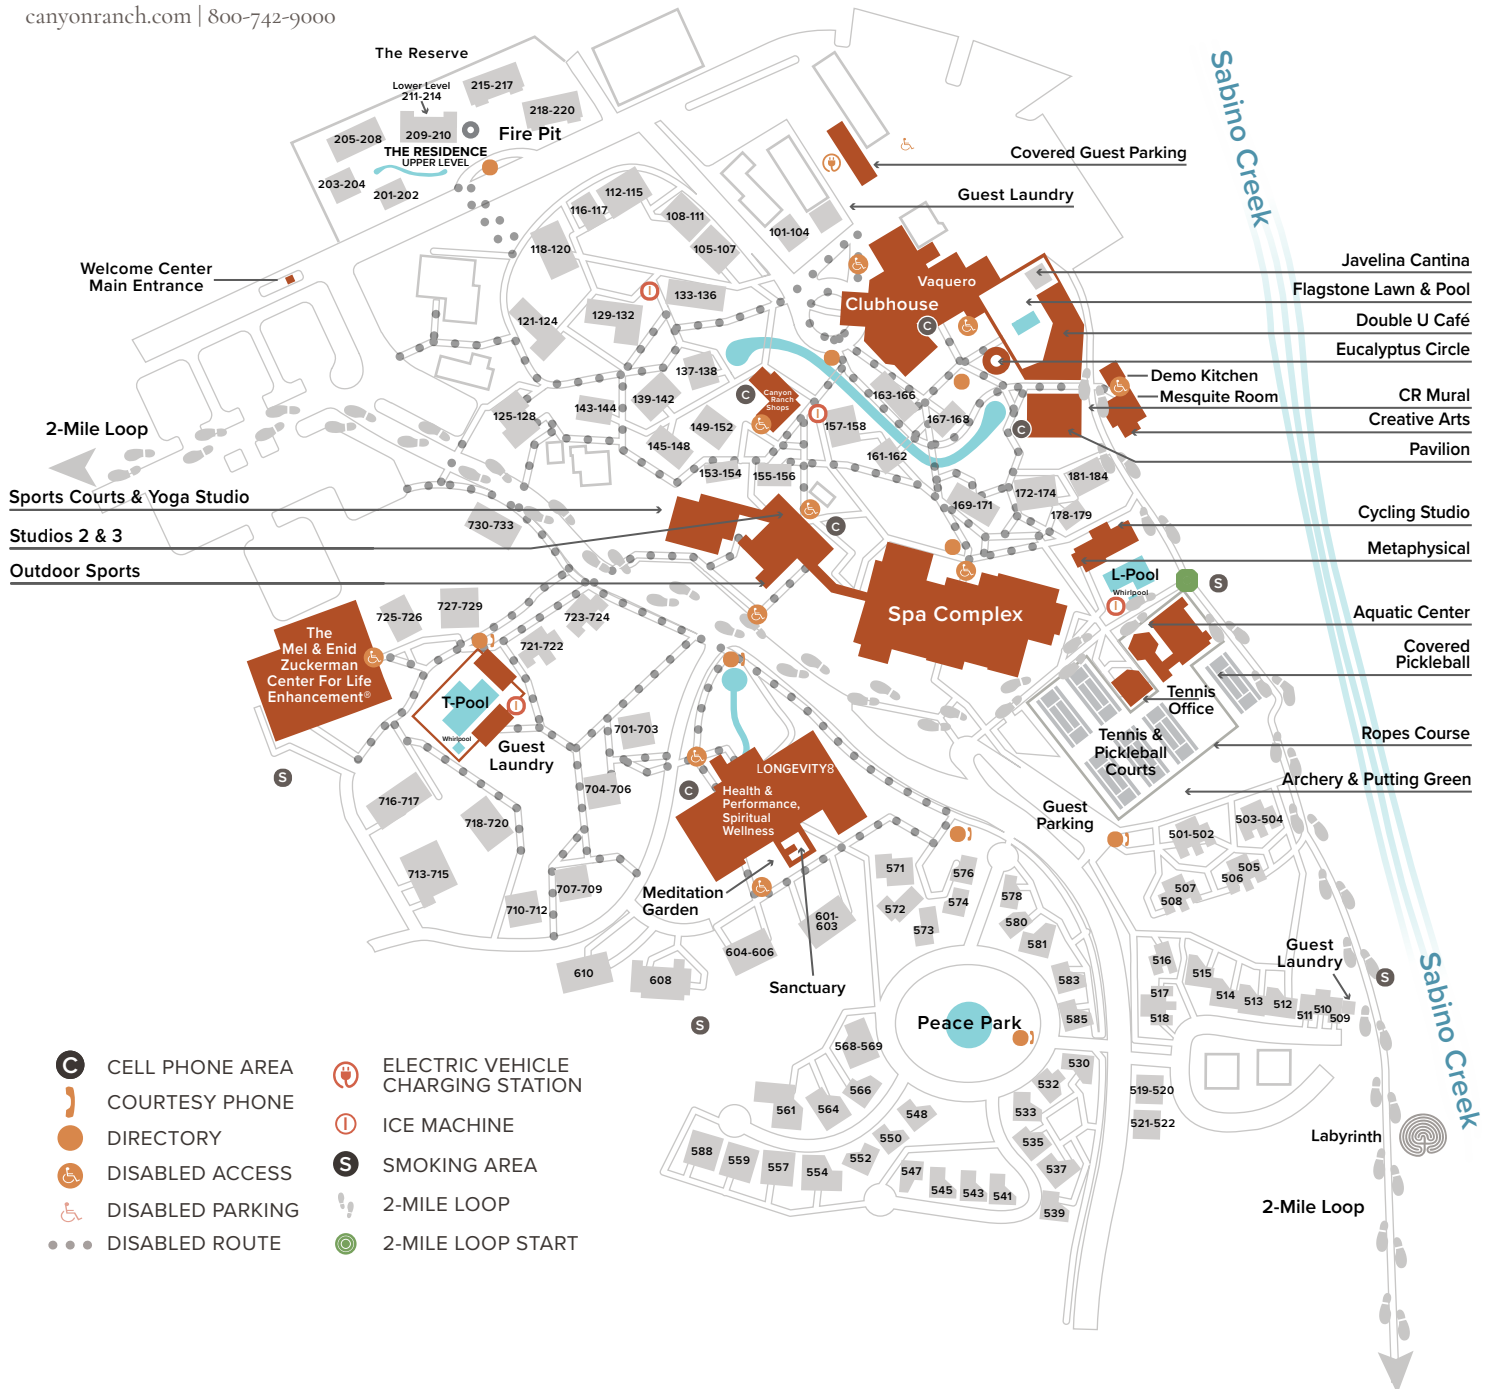 canyonranch.com | 800-742-9000
The Reserve
Lower Level
211-214
215-217
218-220
205-208
209-210
Fire Pit
THE RESIDENCE
UPPER LEVEL
203-204
201-202
Sabino Creek
Covered Guest Parking
Guest Laundry
112-115
116-117
108-111
105-107
118-120
101-104
Welcome Center
Main Entrance
133-136
129-132
121-124
Vaquero
Clubhouse
C
Javelina Cantina
Flagstone Lawn & Pool
Double U Café
Eucalyptus Circle
Demo Kitchen
Mesquite Room
CR Mural
Creative Arts
Pavilion
137-138
139-142
143-144
125-128
149-152
145-148
C
Canyon
Ranch
Shops
157-158
163-166
167-168
161-162
C
153-154
155-156
2-Mile Loop
Sports Courts & Yoga Studio
Studios 2 & 3
Outdoor Sports
730-733
C
169-171
172-174
181-184
178-179
Cycling Studio
Metaphysical
L-Pool
Whirlpool
S
Spa Complex
Aquatic Center
Covered
Pickleball
Tennis
Office
Tennis &
Pickleball
Courts
Ropes Course
Archery & Putting Green
725-726
727-729
723-724
721-722
The
Mel & Enid
Zuckerman
Center For Life
Enhancement®
T-Pool
Whirlpool
Guest
Laundry
S
701-703
704-706
716-717
718-720
713-715
710-712
707-709
C
LONGEVITY8
Health &
Performance,
Spiritual
Wellness
Meditation
Garden
Sanctuary
601-
603
604-606
610
608
S
Guest
Parking
501-502
503-504
505
506
507
508
571
576
572
574
573
578
580
581
583
585
516
515
517
518
514
513
512
511
510
509
Guest
Laundry
S
Sabino Creek
Peace Park
568-569
566
564
561
548
550
552
588
559
557
554
547
545
543
541
530
532
533
535
537
539
519-520
521-522
Labyrinth
2-Mile Loop
C CELL PHONE AREA
COURTESY PHONE
DIRECTORY
DISABLED ACCESS
DISABLED PARKING
DISABLED ROUTE
ELECTRIC VEHICLE
CHARGING STATION
ICE MACHINE
S SMOKING AREA
2-MILE LOOP
2-MILE LOOP START